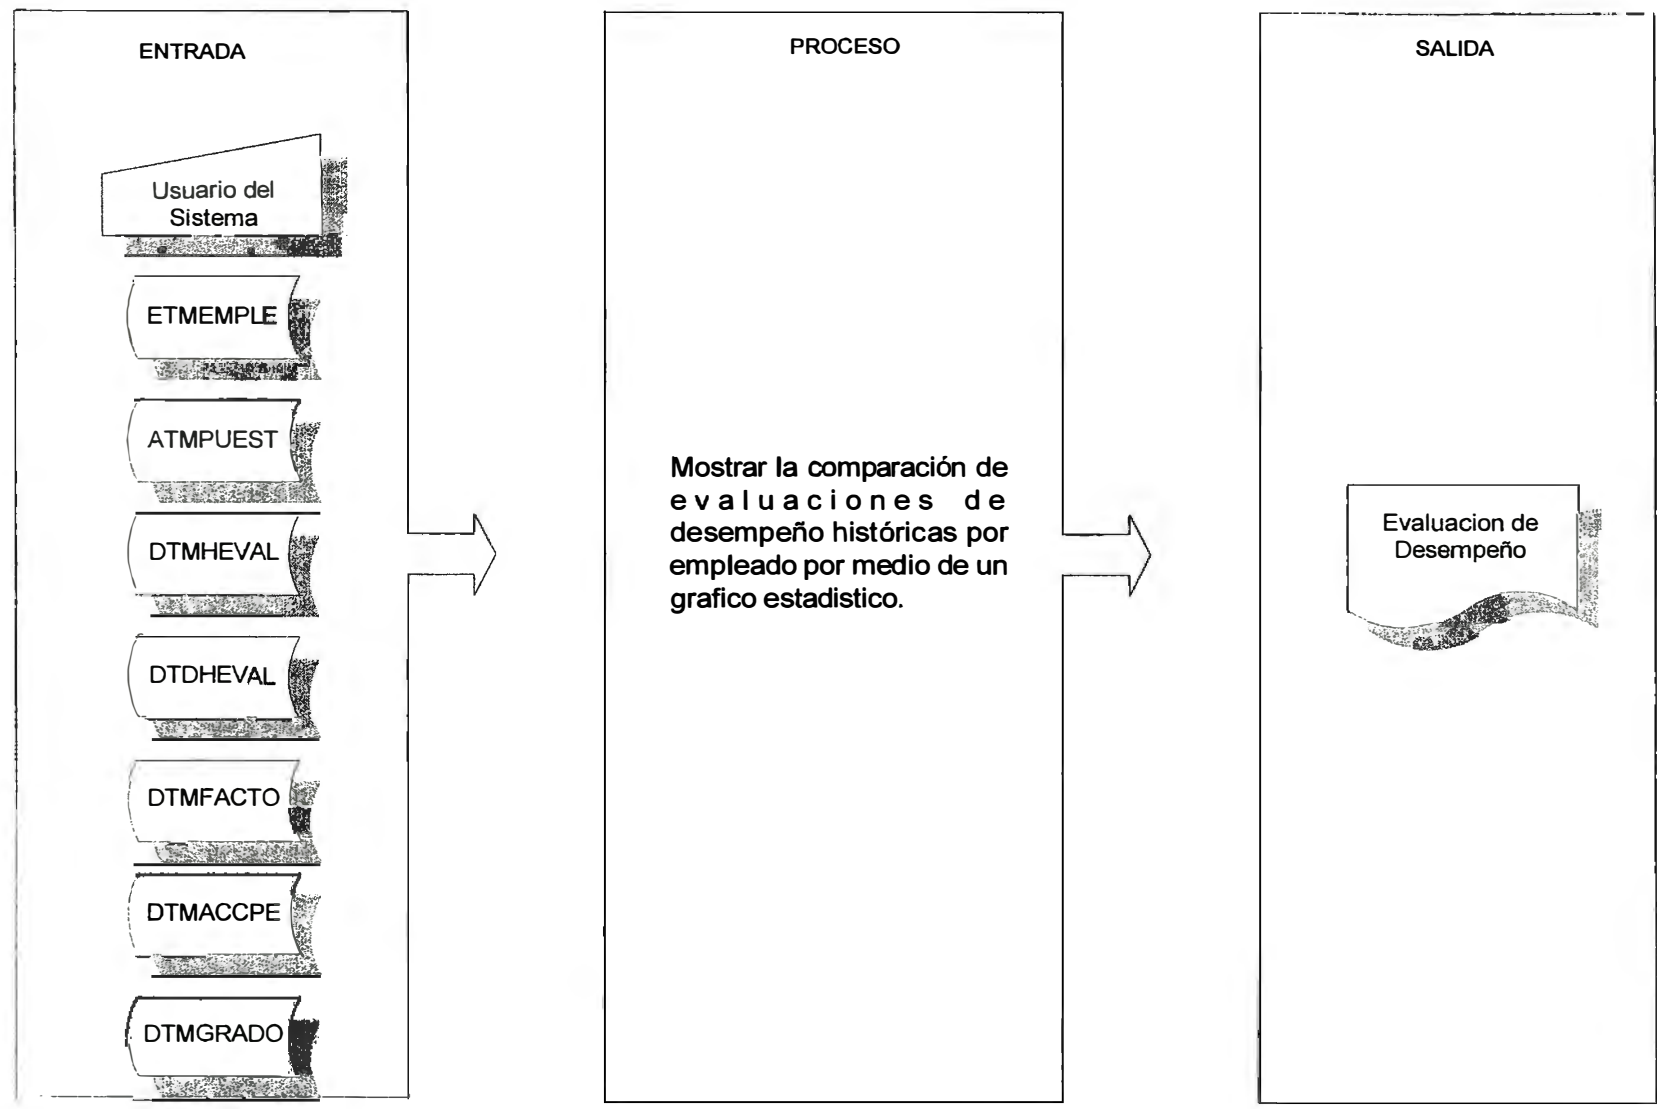 ENTRADA
Usuario del
Sistema
ETMEMPLE
ATMPUEST
DTMHEVAL
DTDHEVAL
DTMFACTO
DTMACCPE
DTMGRADO
PROCESO
Mostrar la comparación de
evaluaciones de
desempeño históricas por
empleado por medio de un
grafico estadistico.
SALIDA
Evaluacion de
Desempeño